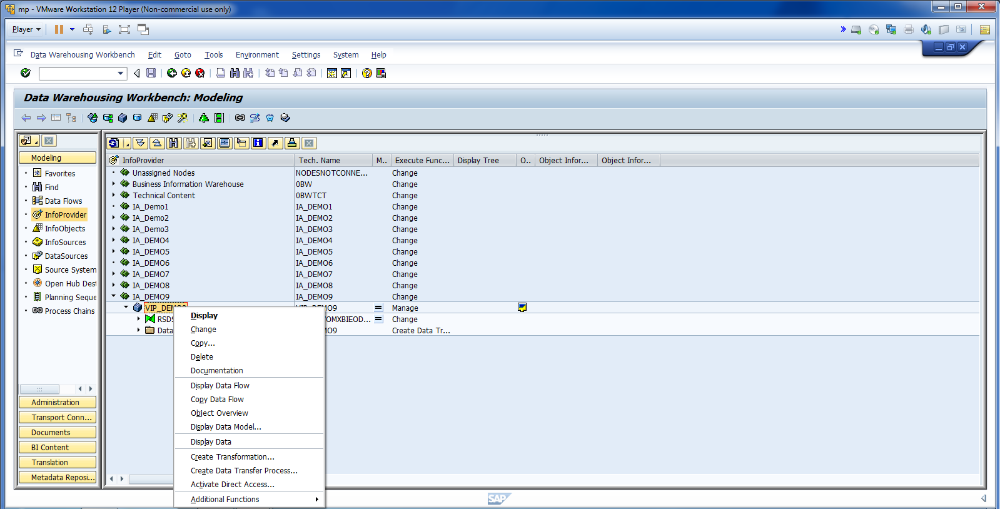 mp - VMware Workstation 12 Player (Non-commercial use only)
Player
Data Warehousing Workbench Edit Goto Tools Environment Settings System Help
Data Warehousing Workbench: Modeling
Modeling
Favorites
Find
Data Flows
InfoProvider
InfoObjects
InfoSources
DataSources
Source System
Open Hub Dest
Planning Seque
Process Chains
Administration
Transport Conn...
Documents
BI Content
Translation
Metadata Reposi...
InfoProvider Tech. Name M.. Execute Func... Display Tree O.. Object Infor... Object Infor...
Unassigned Nodes NODESNOTCONNE... Change
Business Information Warehouse 0BW Change
Technical Content 0BWTCT Change
IA_Demo1 IA_DEMO1 Change
IA_Demo2 IA_DEMO2 Change
IA_Demo3 IA_DEMO3 Change
IA_DEMO4 IA_DEMO4 Change
IA_DEMO5 IA_DEMO5 Change
IA_DEMO6 IA_DEMO6 Change
IA_DEMO7 IA_DEMO7 Change
IA_DEMO8 IA_DEMO8 Change
IA_DEMO9 IA_DEMO9 Change
VIP_DEMO9 VIP_DEMO9 = Manage
RSDS OMXBIEOD... = Change
Data O9 Create Data Tr...
Display
Change
Copy...
Delete
Documentation
Display Data Flow
Copy Data Flow
Object Overview
Display Data Model...
Display Data
Create Transformation...
Create Data Transfer Process...
Activate Direct Access...
Additional Functions
SAP